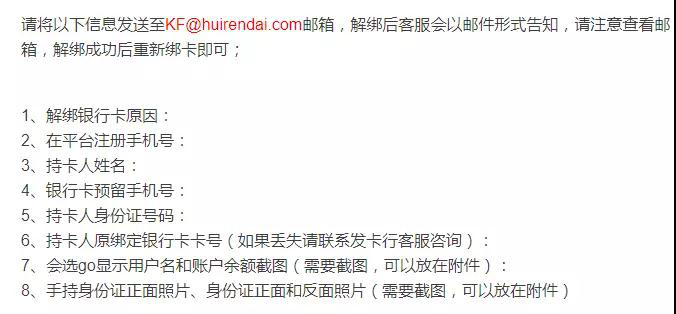 请将以下信息发送至KF@huirendai.com邮箱，解绑后客服会以邮件形式告知，请注意查看邮
箱，解绑成功后重新绑卡即可；
1、解绑银行卡原因：
2、在平台注册手机号：
3、持卡人姓名：
4、银行卡预留手机号：
5、持卡人身份证号码：
6、持卡人原绑定银行卡卡号（如果丢失请联系发卡行客服咨询）：
7、会选go显示用户名和账户余额截图（需要截图，可以放在附件）：
8、手持身份证正面照片、身份证正面和反面照片（需要截图，可以放在附件）